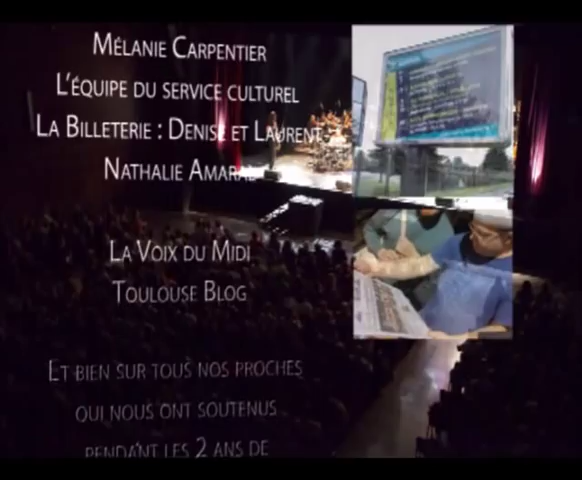 MÉLANIE CARPENTIER
L'ÉQUIPE DU SERVICE CULTUREL
LA BILLETERIE : DENISE ET LAURENT
NATHALIE AMARAL
LA VOIX DU MIDI
TOULOUSE BLOG
ET BIEN SUR TOUS NOS PROCHES
QUI NOUS ONT SOUTENUS
PENDANT LES 2 ANS DE